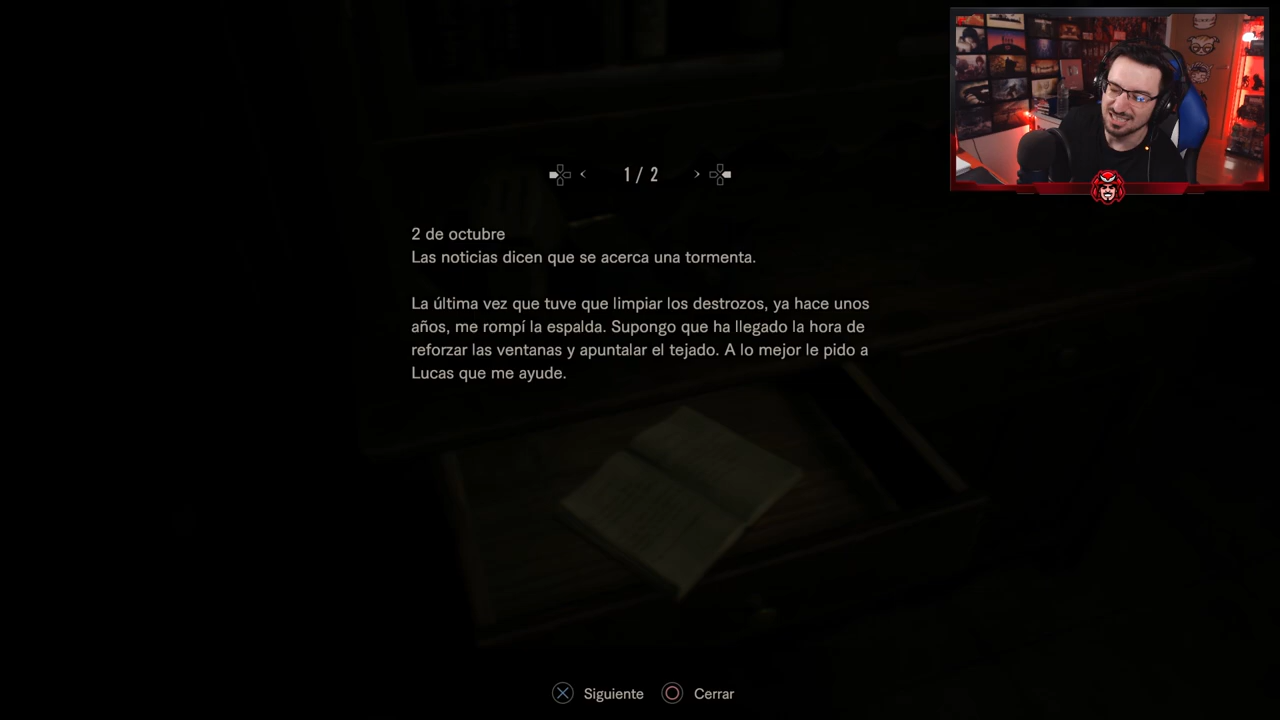 1 / 2
2 de octubre
Las noticias dicen que se acerca una tormenta.
La última vez que tuve que limpiar los destrozos, ya hace unos
años, me rompí la espalda. Supongo que ha llegado la hora de
reforzar las ventanas y apuntalar el tejado. A lo mejor le pido a
Lucas que me ayude.
Siguiente Cerrar